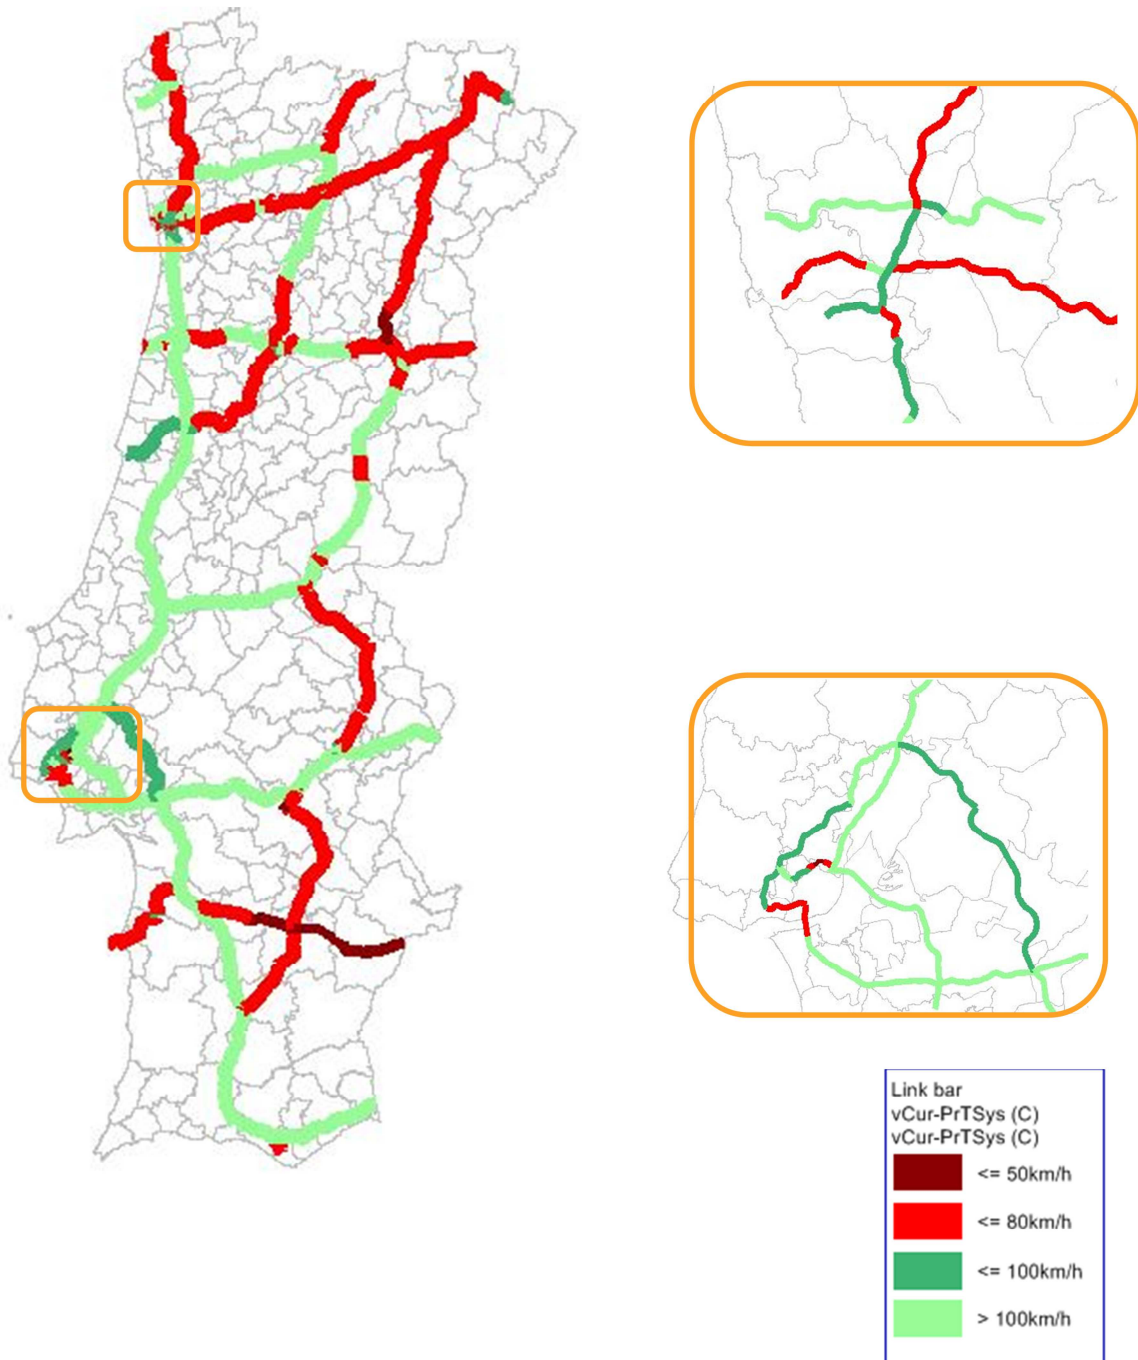 Link bar
vCur-PrTSys (C)
vCur-PrTSys (C)
<= 50km/h
<= 80km/h
<= 100km/h
> 100km/h